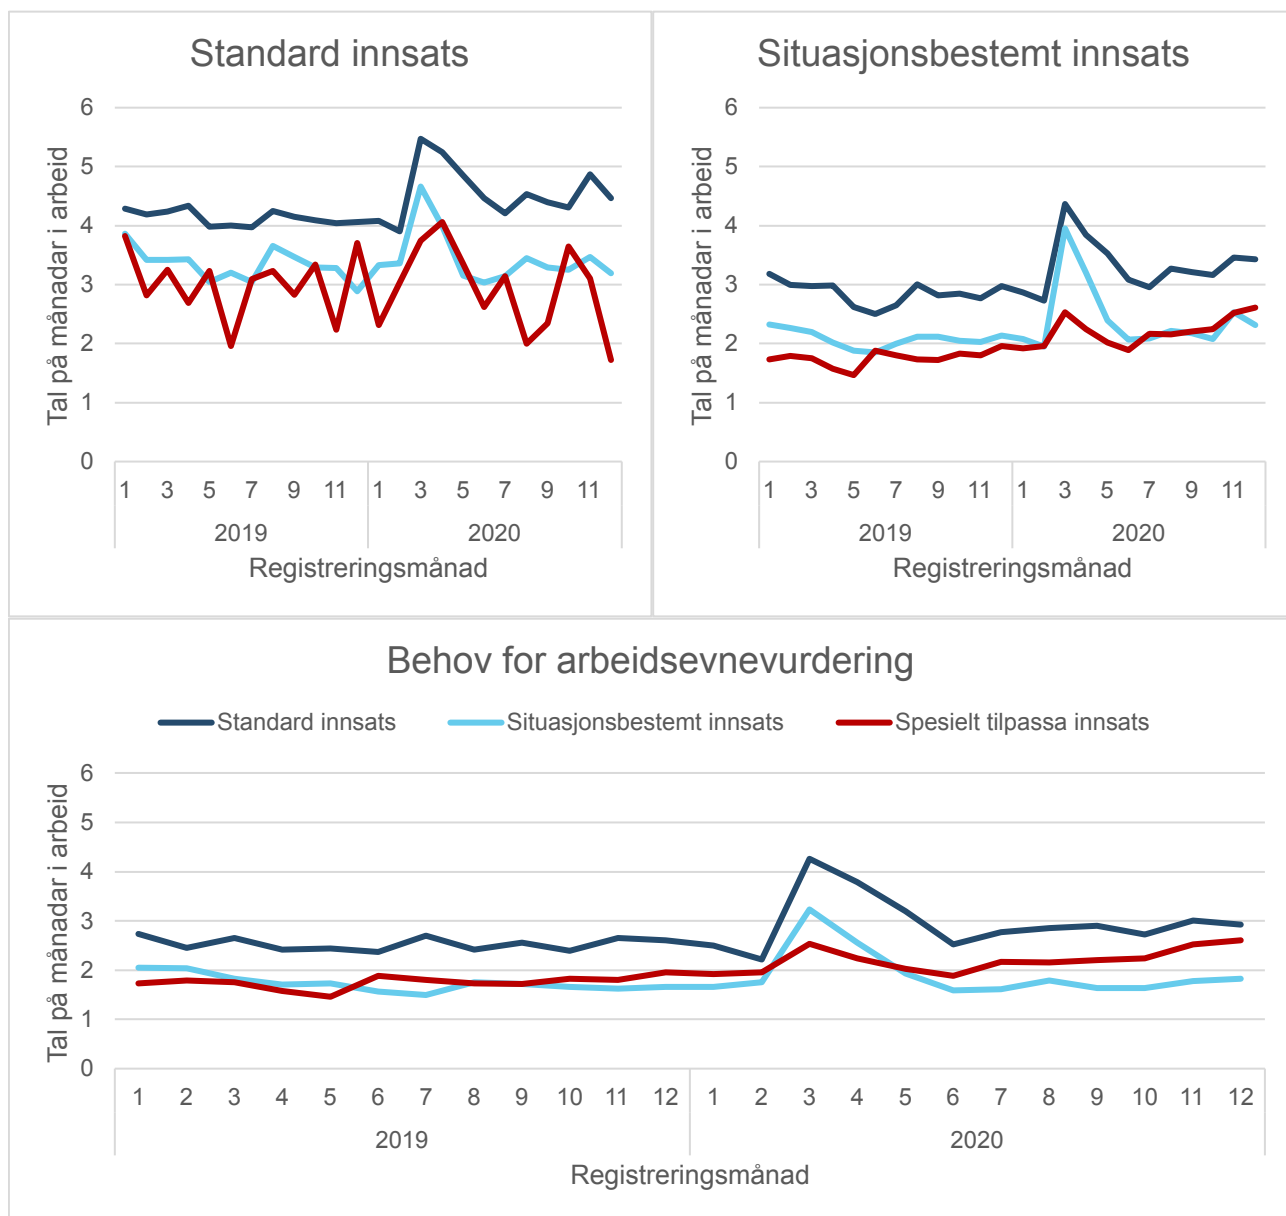 Standard innsats
Tal på månadar i arbeid
6
5
4
3
2
1
0
1 3 5 7 9 11 1 3 5 7 9 11
2019 2020
Registreringsmånad
Situasjonsbestemt innsats
Tal på månadar i arbeid
6
5
4
3
2
1
0
1 3 5 7 9 11 1 3 5 7 9 11
2019 2020
Registreringsmånad
Behov for arbeidsevnevurdering
Standard innsats Situasjonsbestemt innsats Spesielt tilpassa innsats
Tal på månadar i arbeid
6
5
4
3
2
1
0
1 2 3 4 5 6 7 8 9 10 11 12 1 2 3 4 5 6 7 8 9 10 11 12
2019 2020
Registreringsmånad